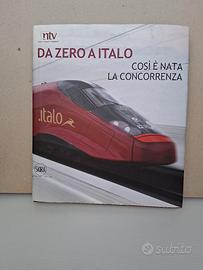 ntv
DA ZERO A ITALO
COSÌ È NATA
LA CONCORRENZA
.italo
SKIRA
subito